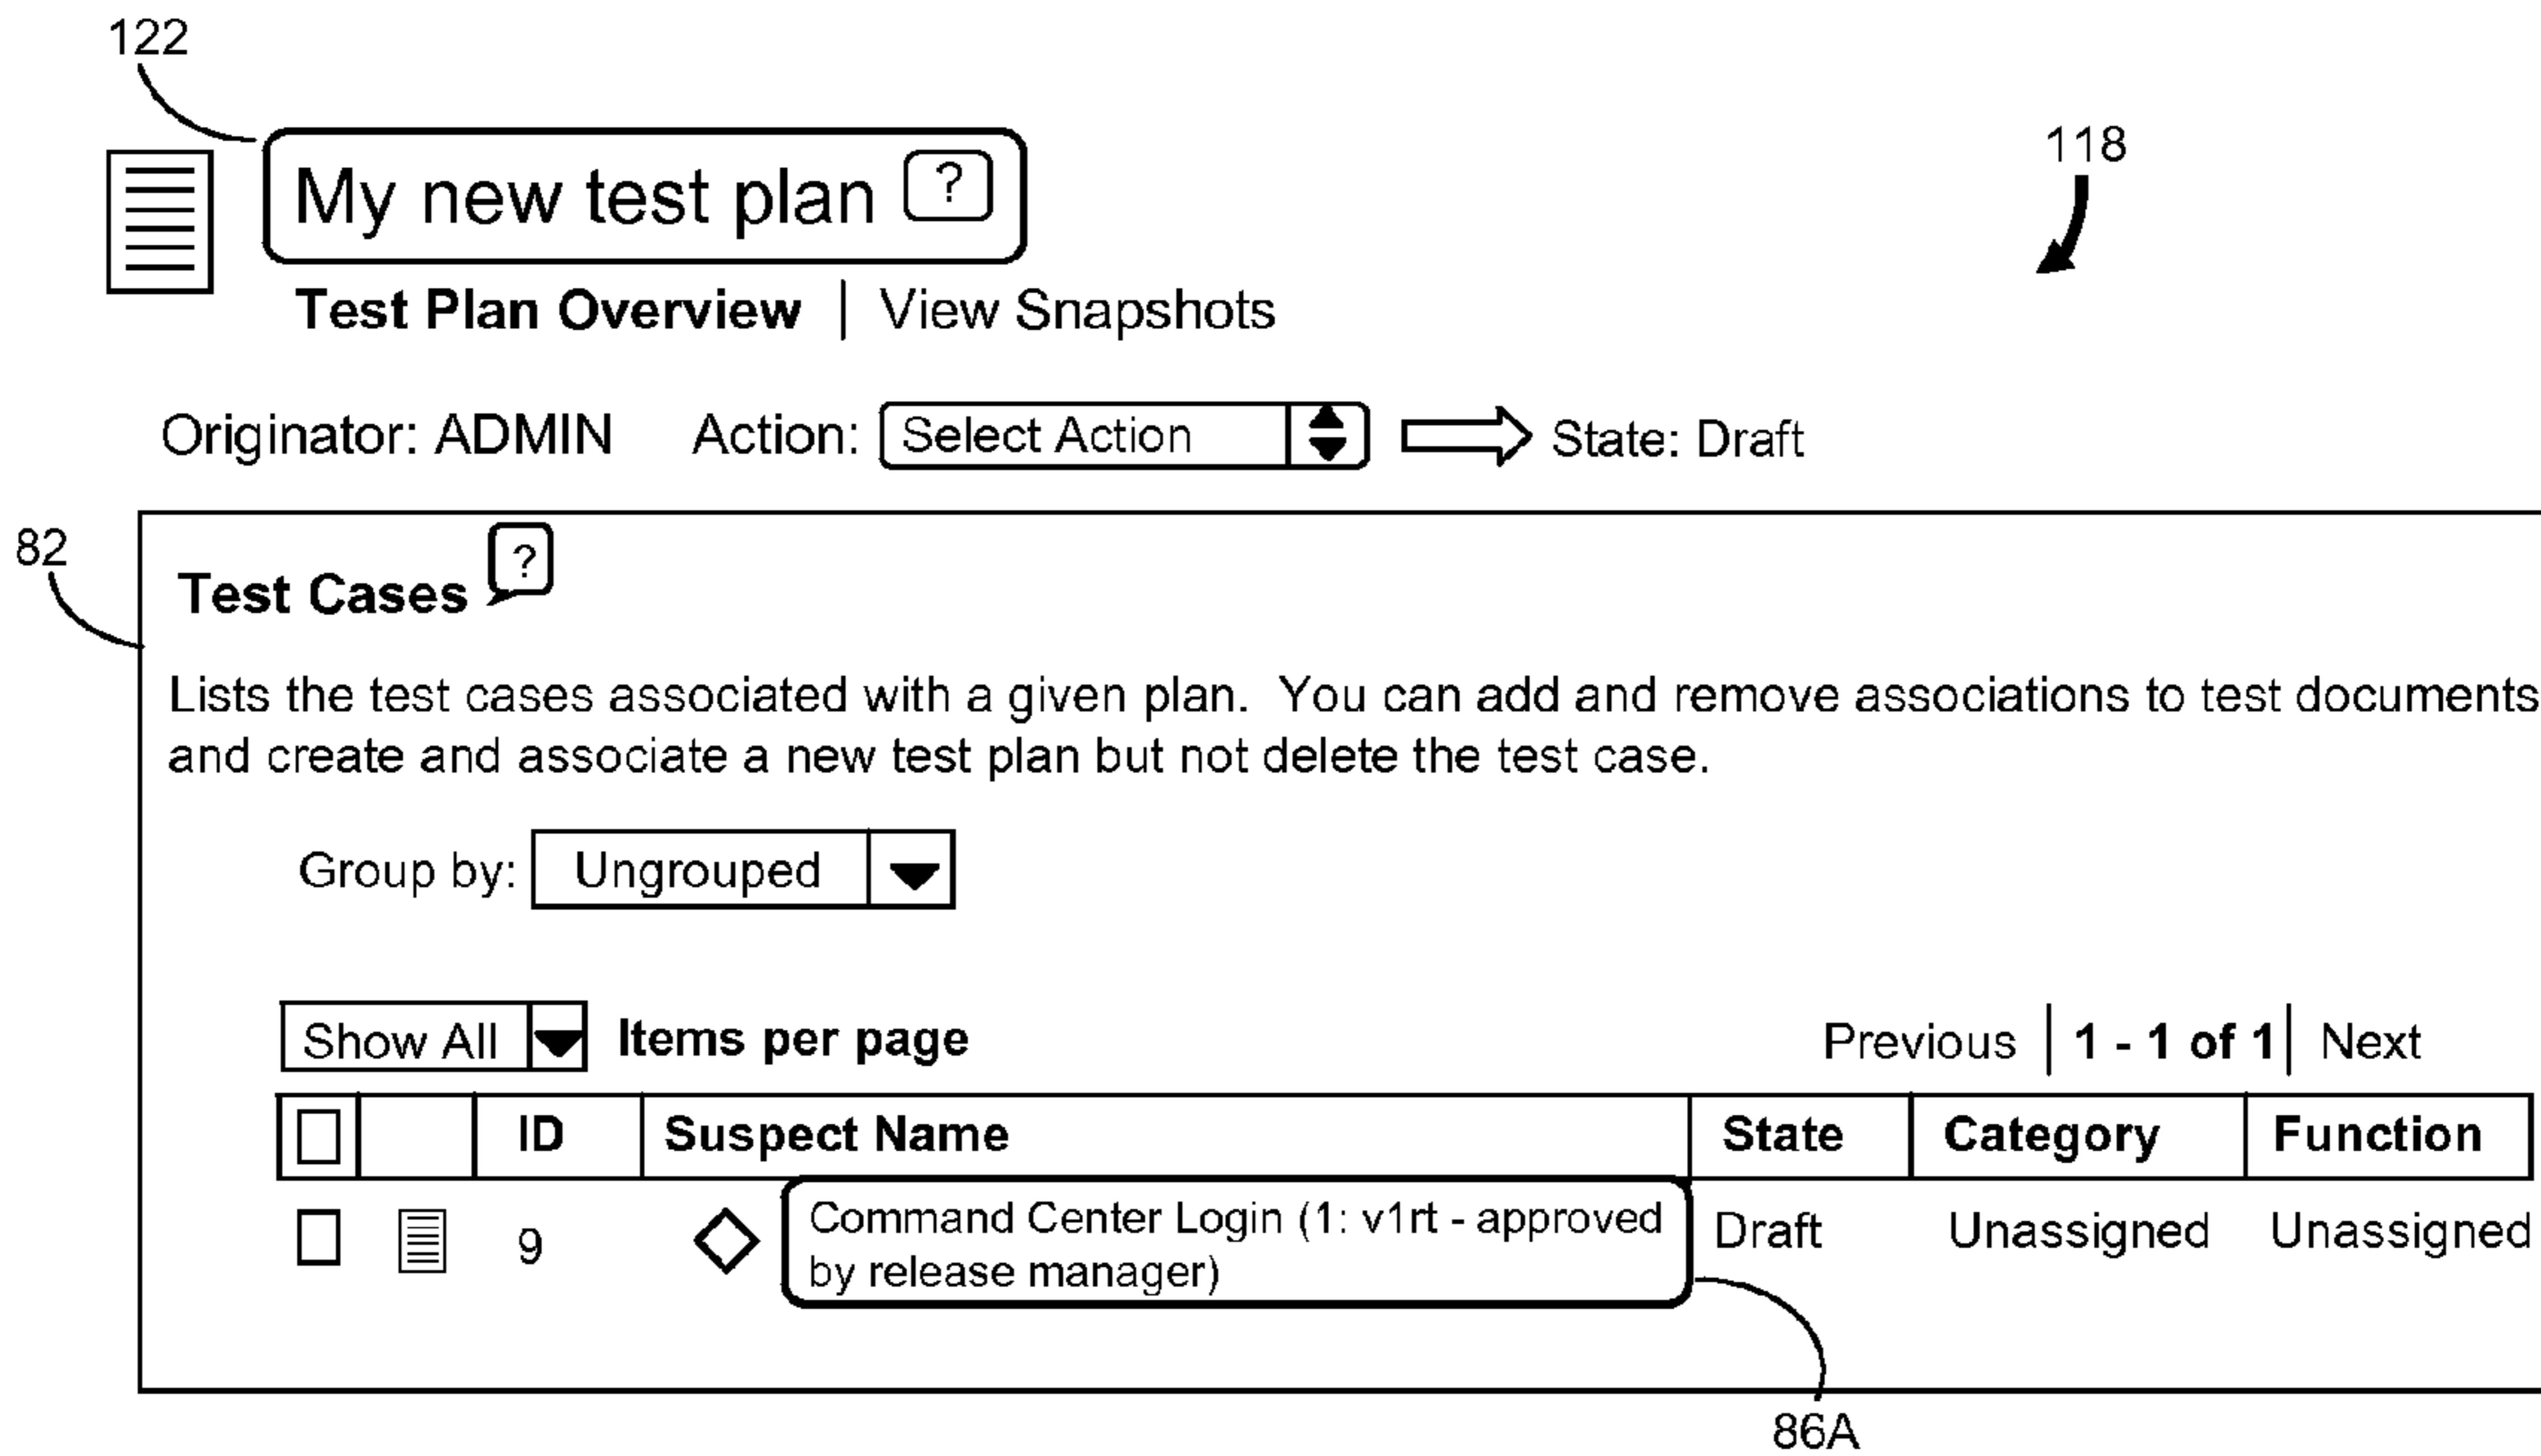 122
My new test plan ?
118
Test Plan Overview | View Snapshots
Originator: ADMIN Action: Select Action State: Draft
82
Test Cases ?
Lists the test cases associated with a given plan. You can add and remove associations to test documents
and create and associate a new test plan but not delete the test case.
Group by: Ungrouped
Show All Items per page Previous | 1 - 1 of 1 | Next
ID Suspect Name State Category Function
9 Command Center Login (1: v1rt - approved Draft Unassigned Unassigned
by release manager)
86A